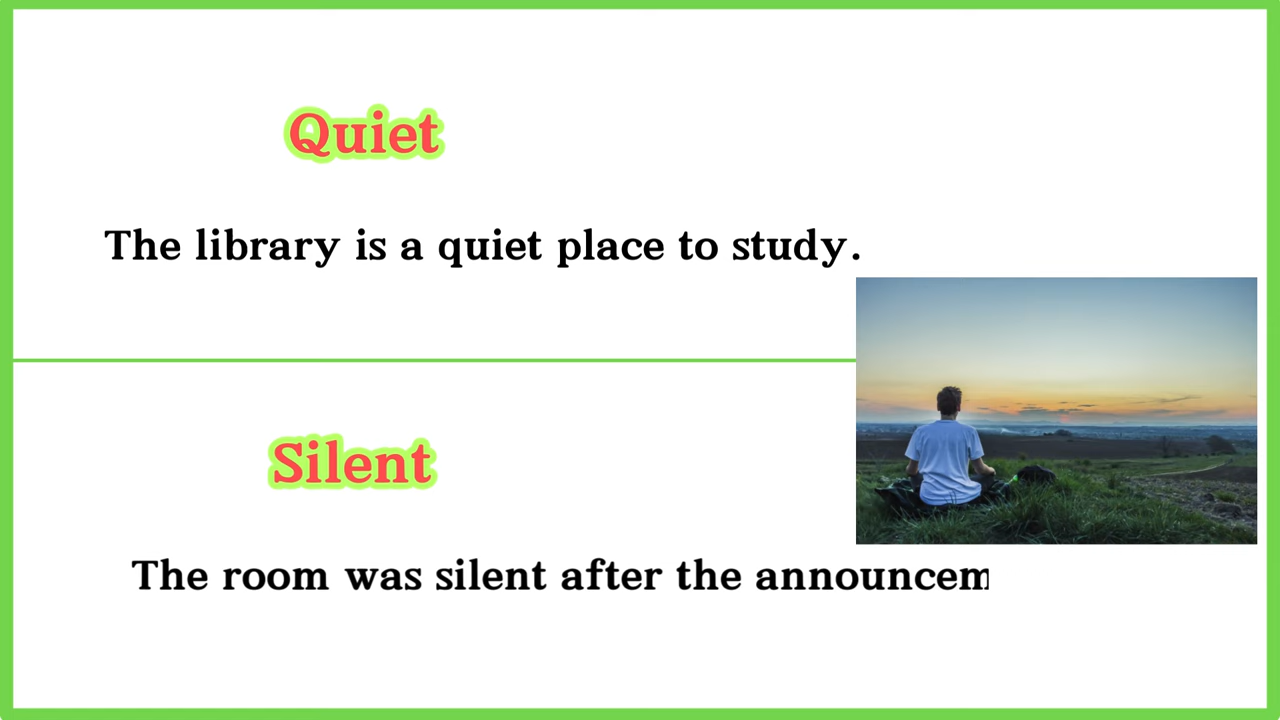 Quiet
The library is a quiet place to study.
Silent
The room was silent after the announcem